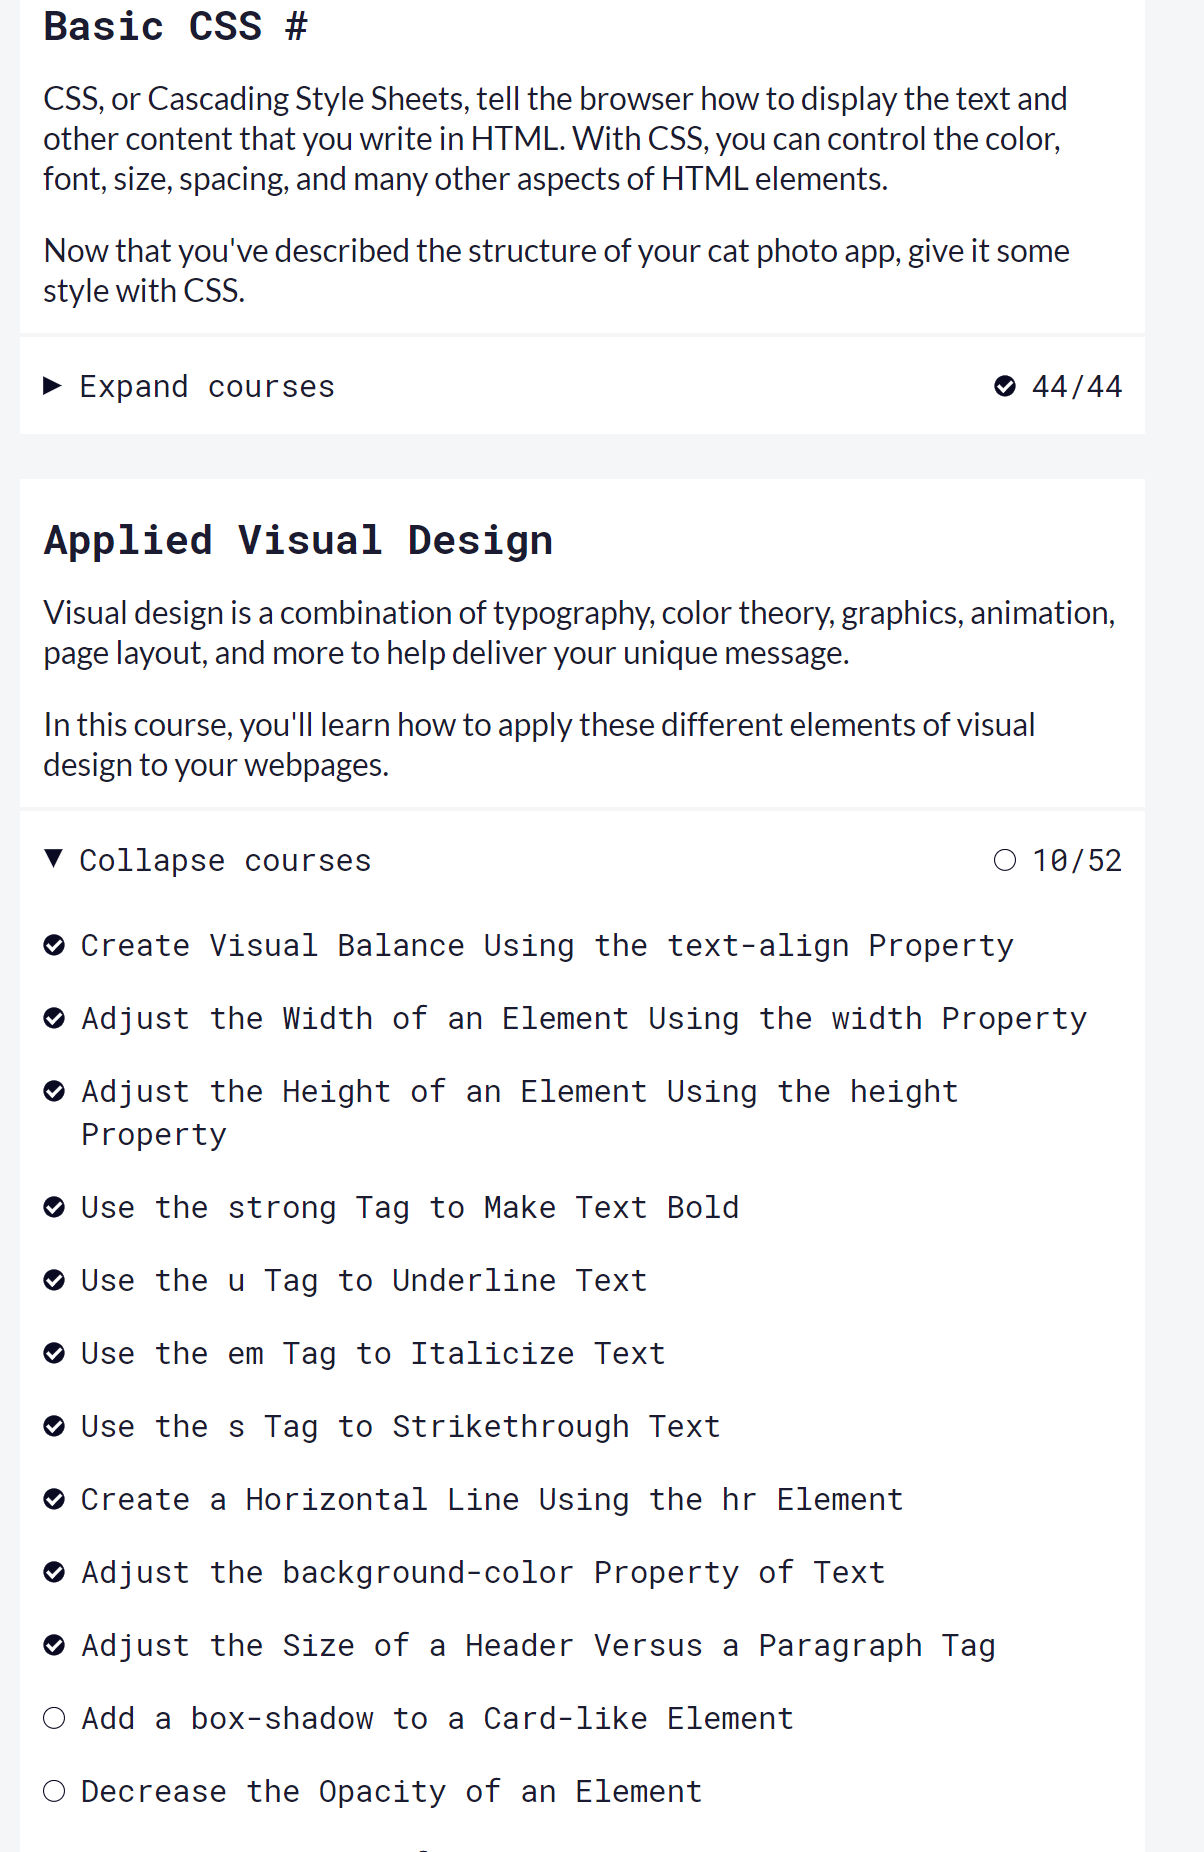 Basic CSS #
CSS, or Cascading Style Sheets, tell the browser how to display the text and
other content that you write in HTML. With CSS, you can control the color,
font, size, spacing, and many other aspects of HTML elements.
Now that you've described the structure of your cat photo app, give it some
style with CSS.
Expand courses 44/44
Applied Visual Design
Visual design is a combination of typography, color theory, graphics, animation,
page layout, and more to help deliver your unique message.
In this course, you'll learn how to apply these different elements of visual
design to your webpages.
Collapse courses 10/52
Create Visual Balance Using the text-align Property
Adjust the Width of an Element Using the width Property
Adjust the Height of an Element Using the height
Property
Use the strong Tag to Make Text Bold
Use the u Tag to Underline Text
Use the em Tag to Italicize Text
Use the s Tag to Strikethrough Text
Create a Horizontal Line Using the hr Element
Adjust the background-color Property of Text
Adjust the Size of a Header Versus a Paragraph Tag
Add a box-shadow to a Card-like Element
Decrease the Opacity of an Element